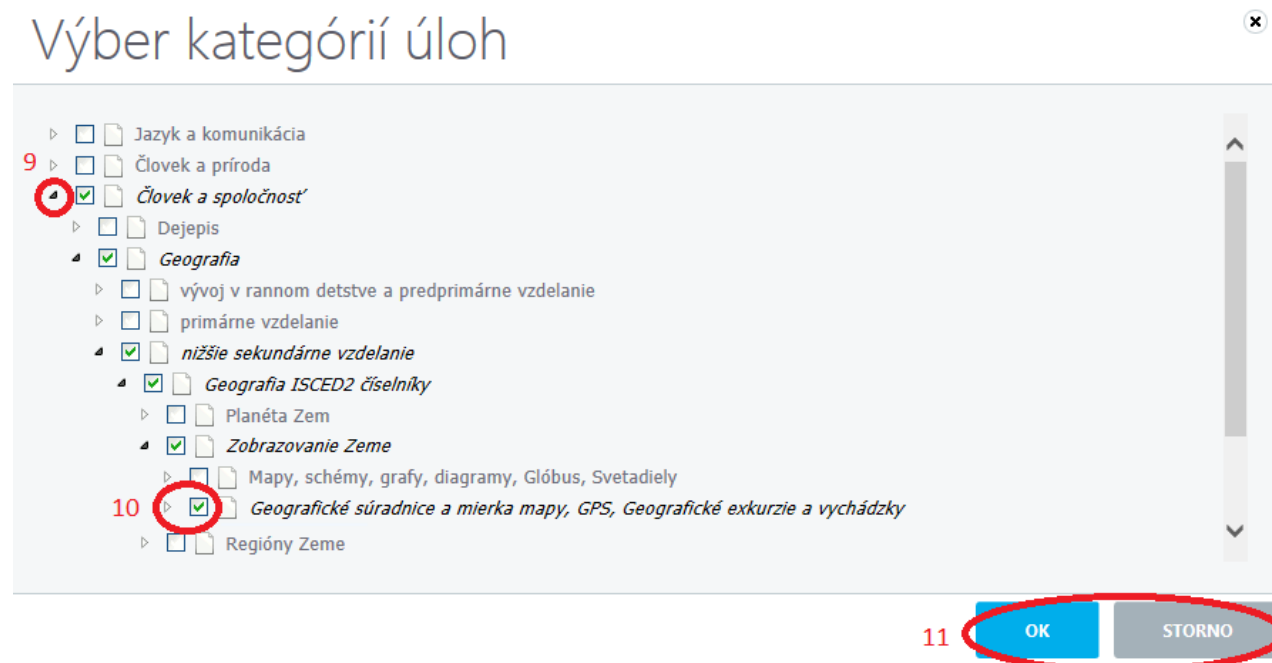 Výber kategórií úloh
Jazyk a komunikácia
9 Človek a príroda
Človek a spoločnosť
Dejepis
Geografia
vývoj v rannom detstve a predprimárne vzdelanie
primárne vzdelanie
nižšie sekundárne vzdelanie
Geografia ISCED2 číselníky
Planéta Zem
Zobrazovanie Zeme
Mapy, schémy, grafy, diagramy, Glóbus, Svetadiely
10 Geografické súradnice a mierka mapy, GPS, Geografické exkurzie a vychádzky
Regióny Zeme
11 OK STORNO